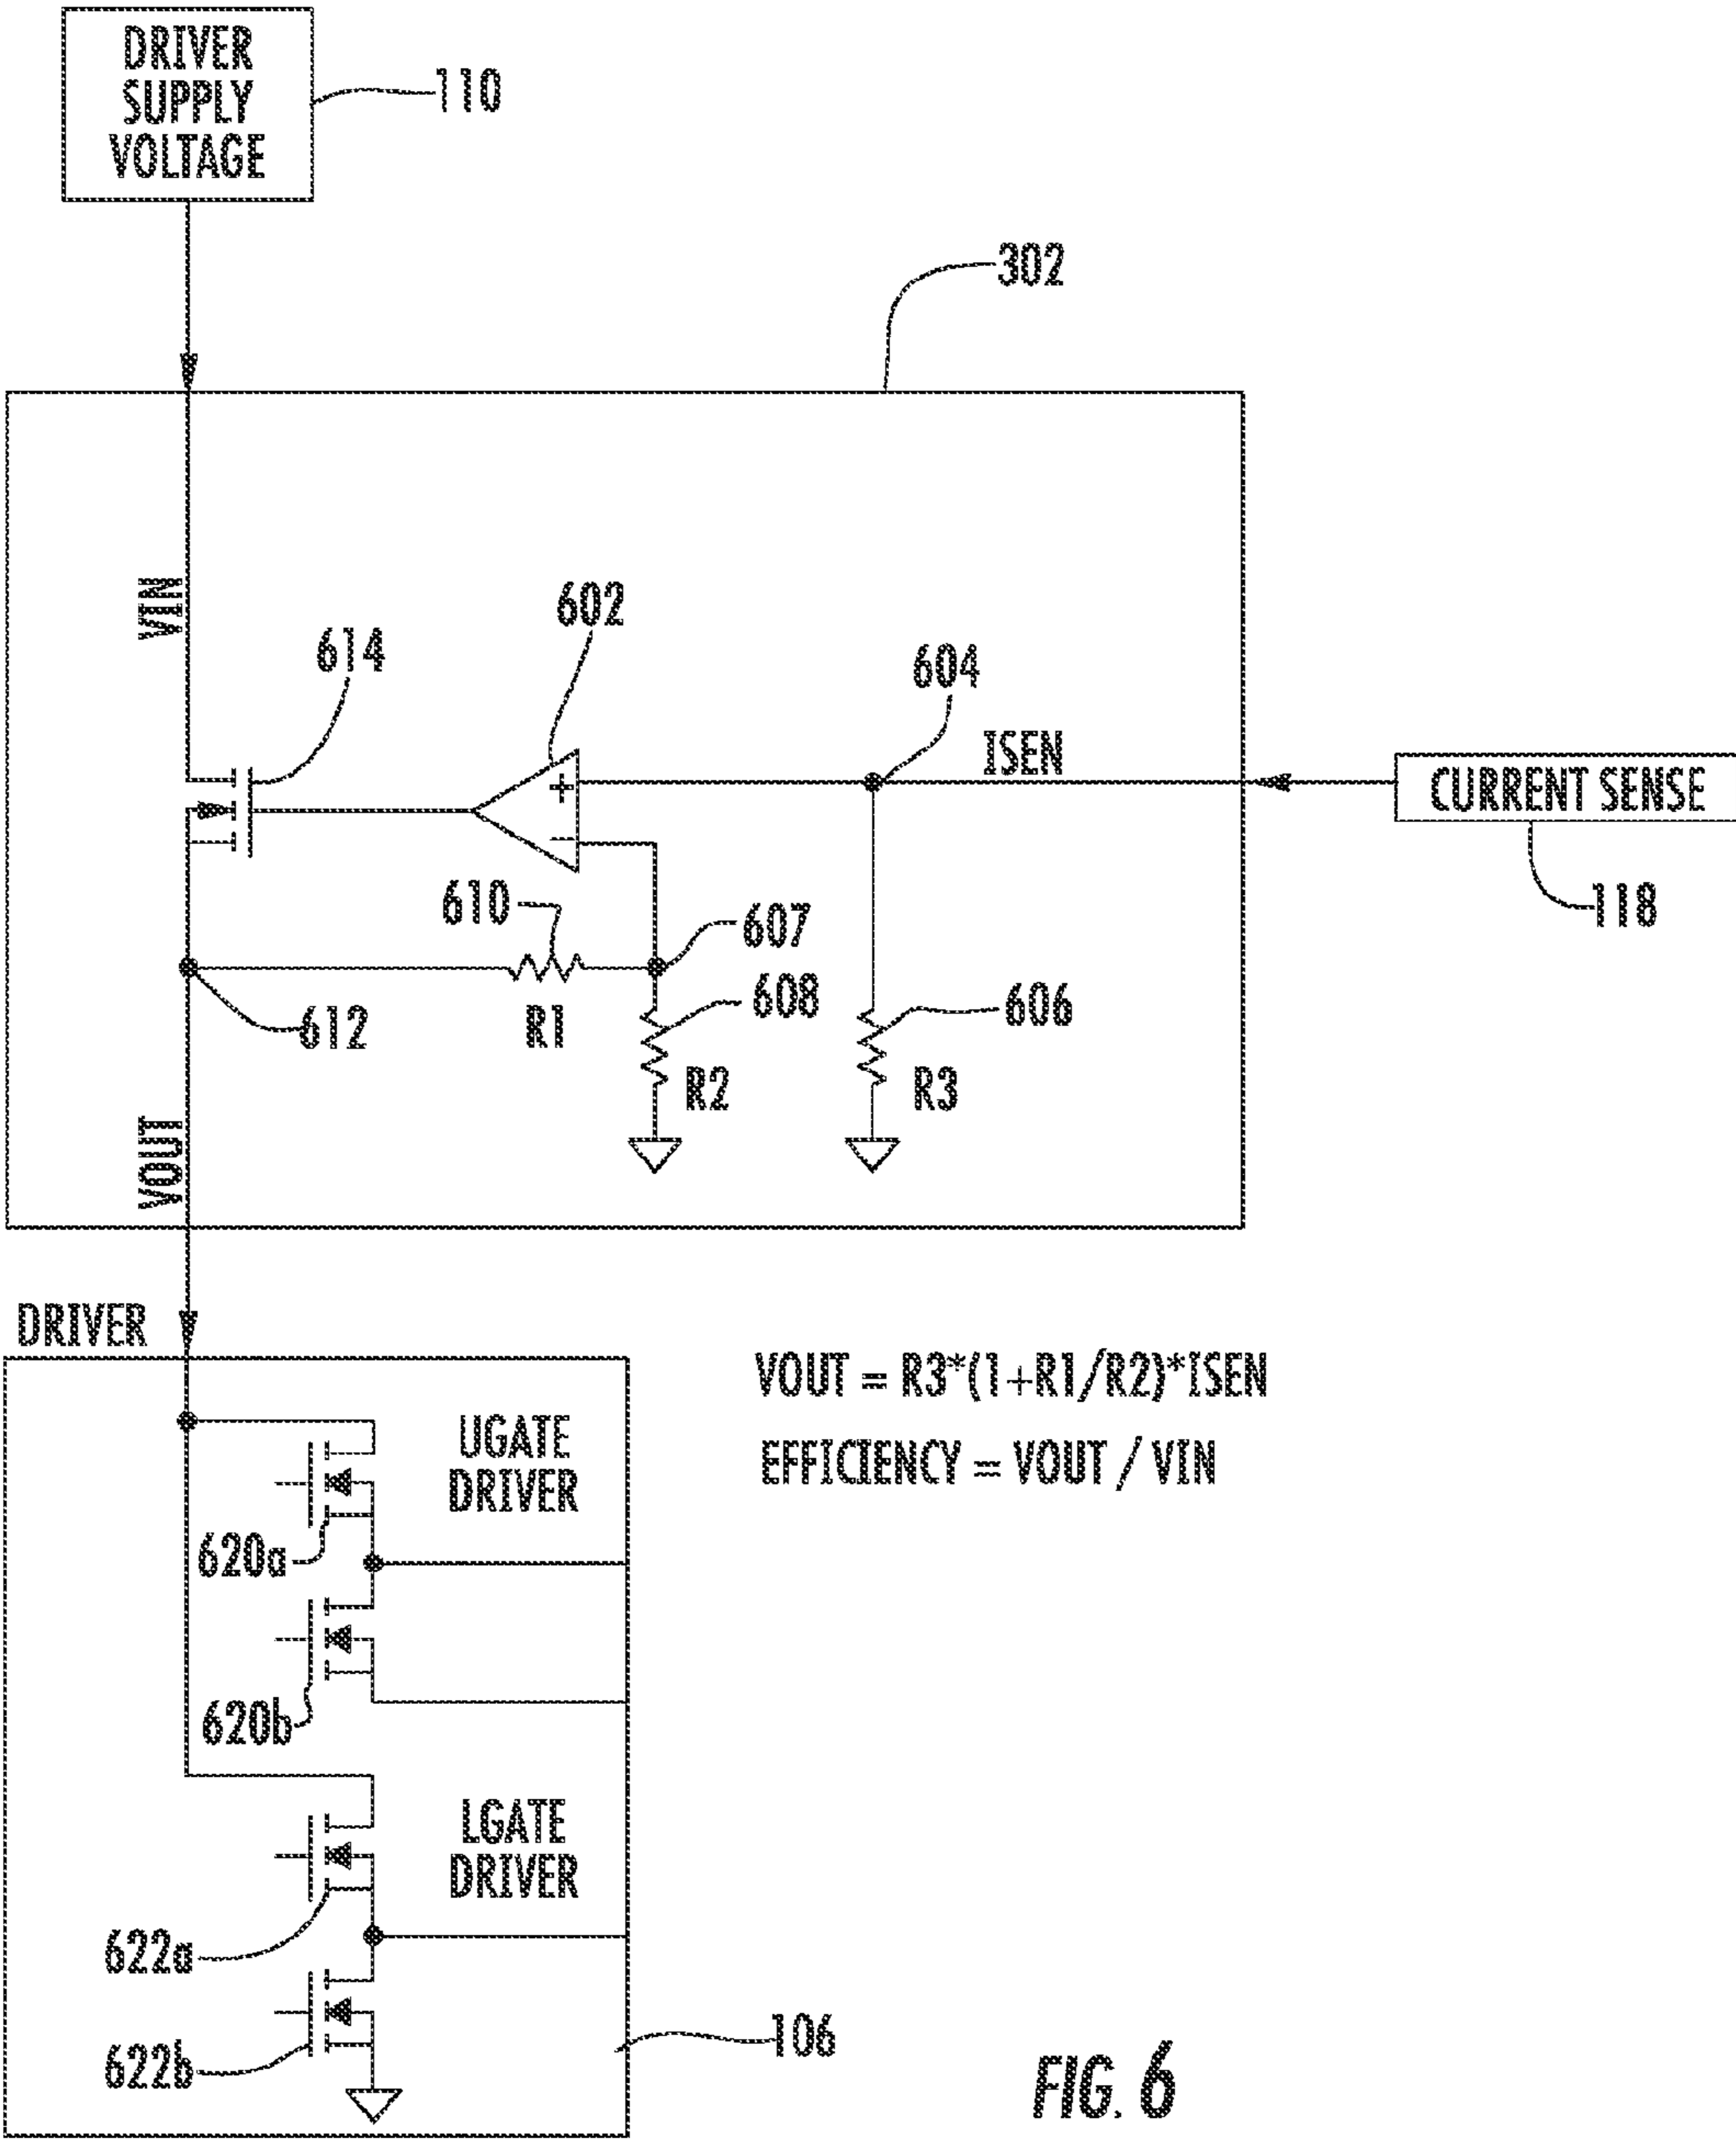 DRIVER
SUPPLY
VOLTAGE
110
302
VIN
614
602
604
ISEN
CURRENT SENSE
118
+
−
610
607
612
R1
608
R2
606
R3
VOUT
DRIVER
VOUT = R3*(1+R1/R2)*ISEN
EFFICIENCY = VOUT / VIN
UGATE
DRIVER
620a
620b
LGATE
DRIVER
622a
622b
106
FIG. 6